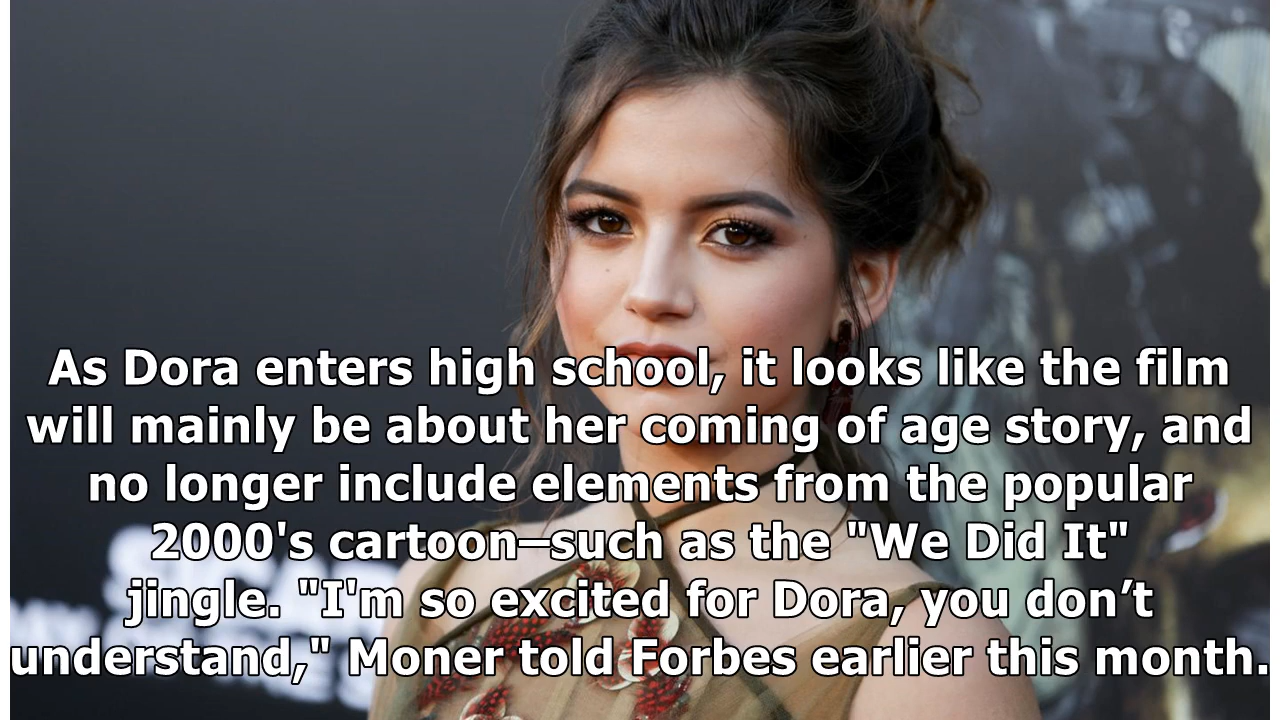 As Dora enters high school, it looks like the film
will mainly be about her coming of age story, and
no longer include elements from the popular
2000's cartoon—such as the "We Did It"
jingle. "I'm so excited for Dora, you don’t
understand," Moner told Forbes earlier this month.